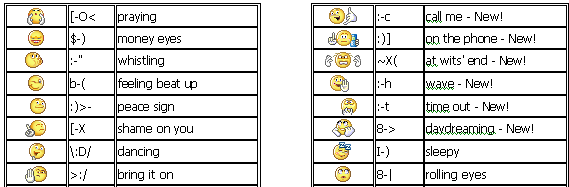 [-O< praying
$-) money eyes
:-" whistling
b-( feeling beat up
:)>- peace sign
[-X shame on you
\:D/ dancing
>:/ bring it on
:-c call me - New!
:)] on the phone - New!
~X( at wits' end - New!
:-h wave - New!
:-t time out - New!
8-> daydreaming - New!
I-) sleepy
8-| rolling eyes